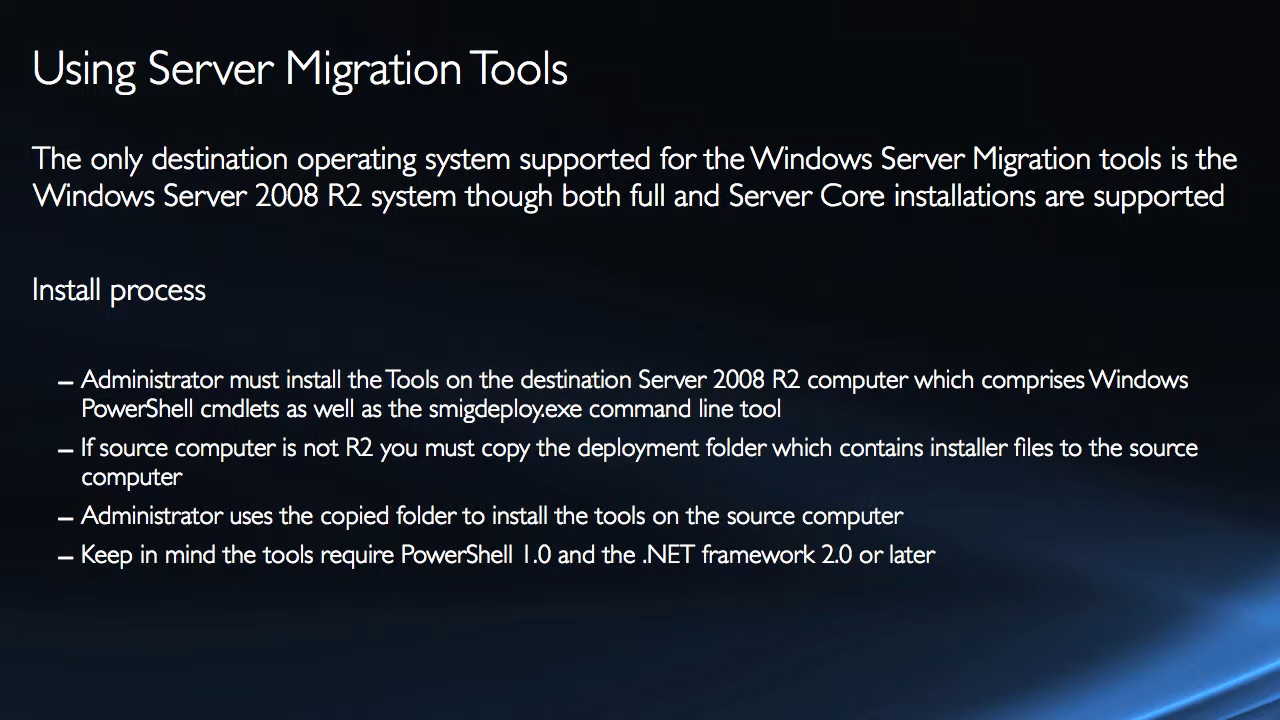 Using Server Migration Tools
The only destination operating system supported for the Windows Server Migration tools is the
Windows Server 2008 R2 system though both full and Server Core installations are supported
Install process
– Administrator must install the Tools on the destination Server 2008 R2 computer which comprises Windows
PowerShell cmdlets as well as the smigdeploy.exe command line tool
– If source computer is not R2 you must copy the deployment folder which contains installer files to the source
computer
– Administrator uses the copied folder to install the tools on the source computer
– Keep in mind the tools require PowerShell 1.0 and the .NET framework 2.0 or later